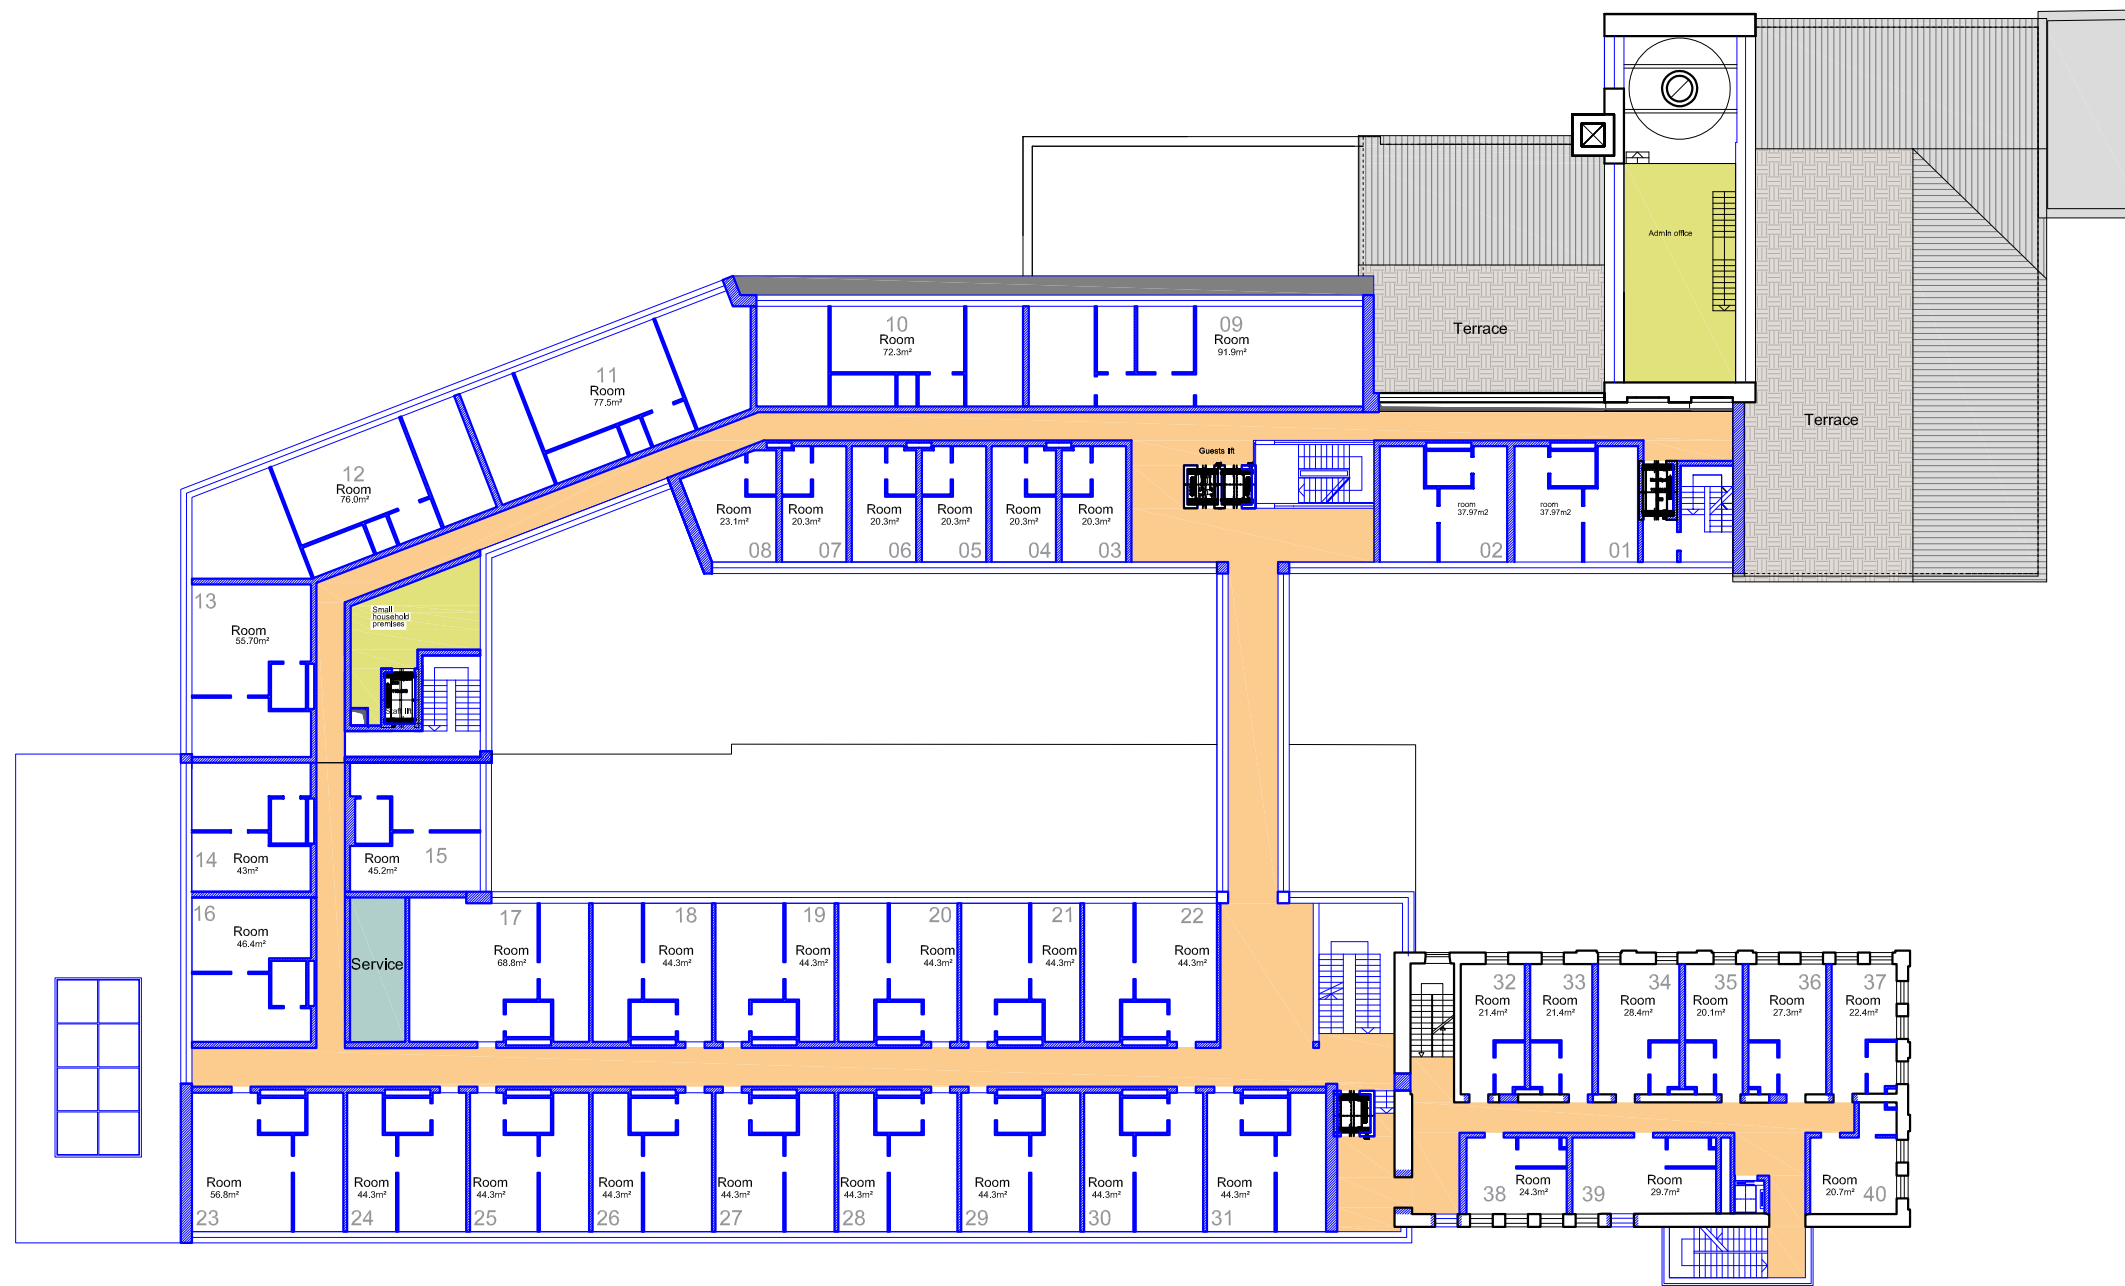 Admin office
Terrace
Terrace
10
Room
72.3m²
09
Room
91.9m²
11
Room
77.5m²
12
Room
76.0m²
Guests lift
Room
23.1m²
08
Room
20.3m²
07
Room
20.3m²
06
Room
20.3m²
05
Room
20.3m²
04
Room
20.3m²
03
room
37.97m2
02
room
37.97m2
01
13
Room
55.70m²
Small
household
premises
Staff lift
14
Room
43m²
15
Room
45.2m²
16
Room
46.4m²
Service
17
Room
68.8m²
18
Room
44.3m²
19
Room
44.3m²
20
Room
44.3m²
21
Room
44.3m²
22
Room
44.3m²
32
Room
21.4m²
33
Room
21.4m²
34
Room
28.4m²
35
Room
20.1m²
36
Room
27.3m²
37
Room
22.4m²
Room
56.8m²
23
Room
44.3m²
24
Room
44.3m²
25
Room
44.3m²
26
Room
44.3m²
27
Room
44.3m²
28
Room
44.3m²
29
Room
44.3m²
30
Room
44.3m²
31
Room
24.3m²
38
Room
29.7m²
39
Room
20.7m²
40